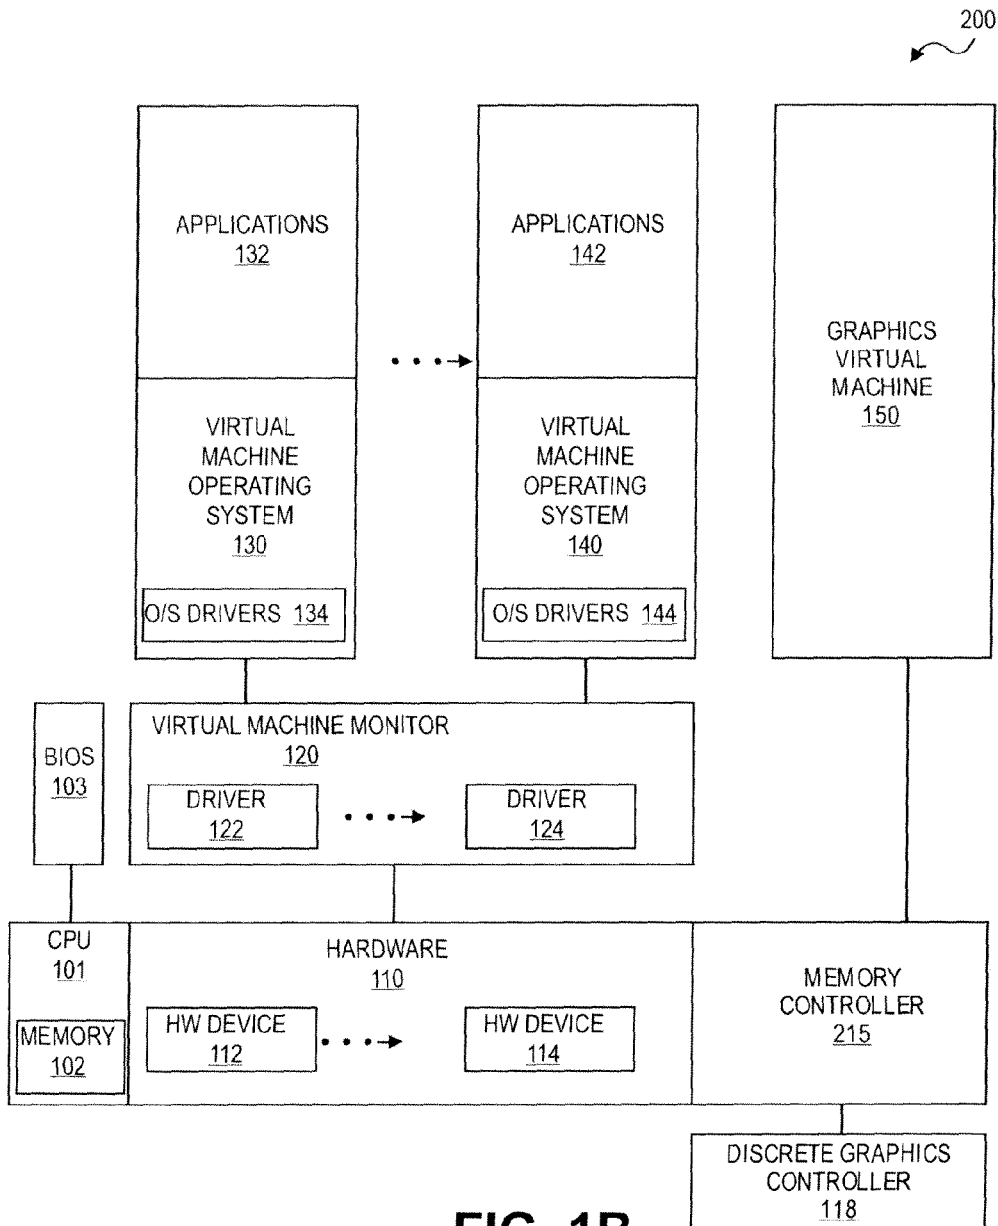 200
APPLICATIONS
132
APPLICATIONS
142
GRAPHICS
VIRTUAL
MACHINE
150
VIRTUAL
MACHINE
OPERATING
SYSTEM
130
VIRTUAL
MACHINE
OPERATING
SYSTEM
140
O/S DRIVERS 134
O/S DRIVERS 144
BIOS
103
VIRTUAL MACHINE MONITOR
120
DRIVER
122
DRIVER
124
CPU
101
MEMORY
102
HARDWARE
110
HW DEVICE
112
HW DEVICE
114
MEMORY
CONTROLLER
215
DISCRETE GRAPHICS
CONTROLLER
118
FIG. 1B